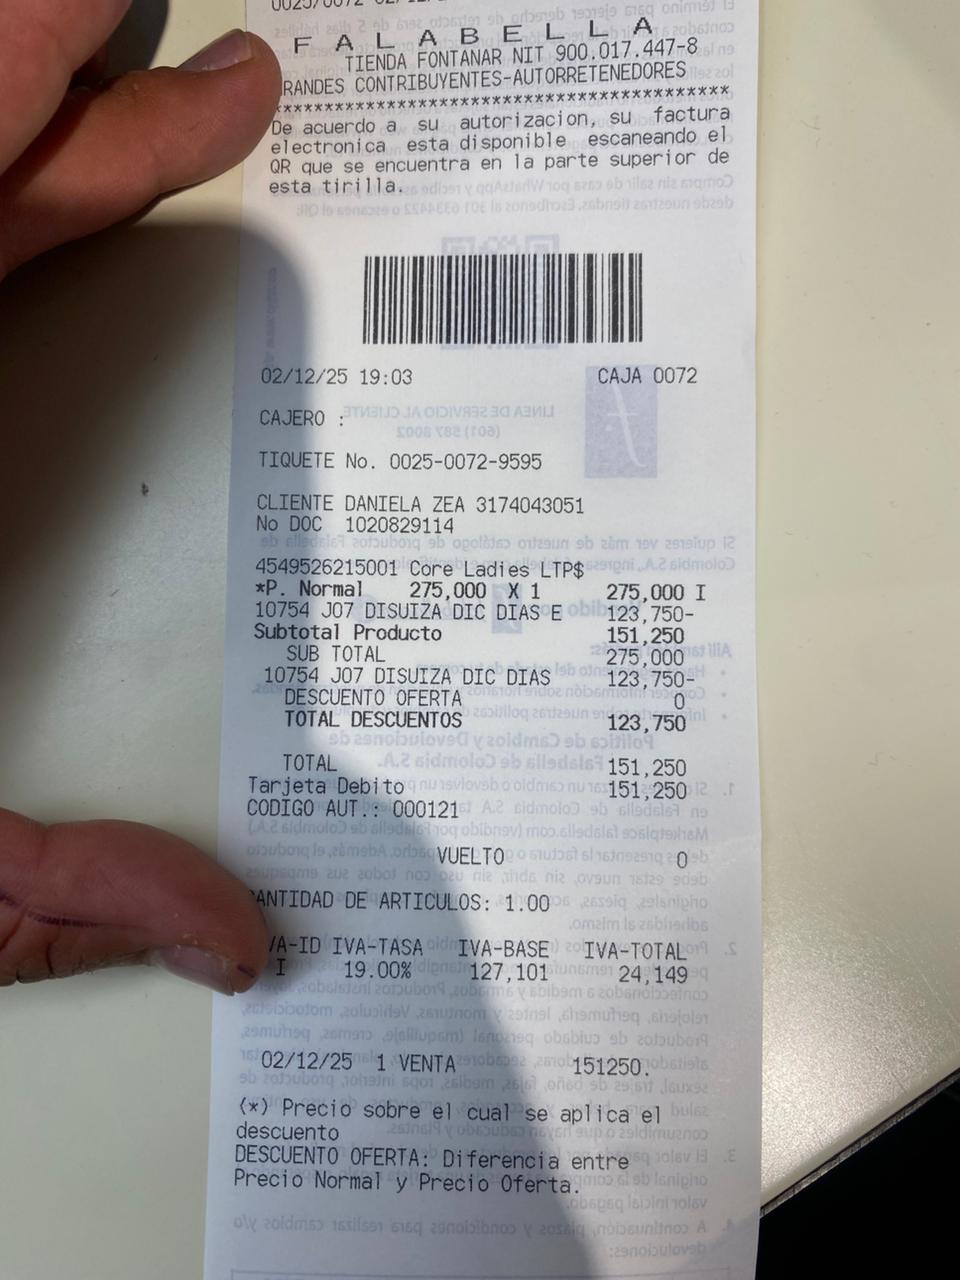 F A L A B E L L A
TIENDA FONTANAR NIT 900.017.447-8
RANDES CONTRIBUYENTES-AUTORRETENEDORES
******************************************
De acuerdo a su autorizacion, su factura
electronica esta disponible escaneando el
QR que se encuentra en la parte superior de
esta tirilla.
02/12/25 19:03 CAJA 0072
CAJERO :
TIQUETE No. 0025-0072-9595
CLIENTE DANIELA ZEA 3174043051
No DOC 1020829114
4549526215001 Core Ladies LTP$
*P. Normal 275,000 X 1 275,000 I
10754 J07 DISUIZA DIC DIAS E 123,750-
Subtotal Producto 151,250
SUB TOTAL 275,000
10754 J07 DISUIZA DIC DIAS 123,750-
DESCUENTO OFERTA 0
TOTAL DESCUENTOS 123,750
TOTAL 151,250
Tarjeta Debito 151,250
CODIGO AUT.: 000121
VUELTO 0
ANTIDAD DE ARTICULOS: 1.00
VA-ID IVA-TASA IVA-BASE IVA-TOTAL
I 19.00% 127,101 24,149
02/12/25 1 VENTA 151250.
(*) Precio sobre el cual se aplica el
descuento
DESCUENTO OFERTA: Diferencia entre
Precio Normal y Precio Oferta.